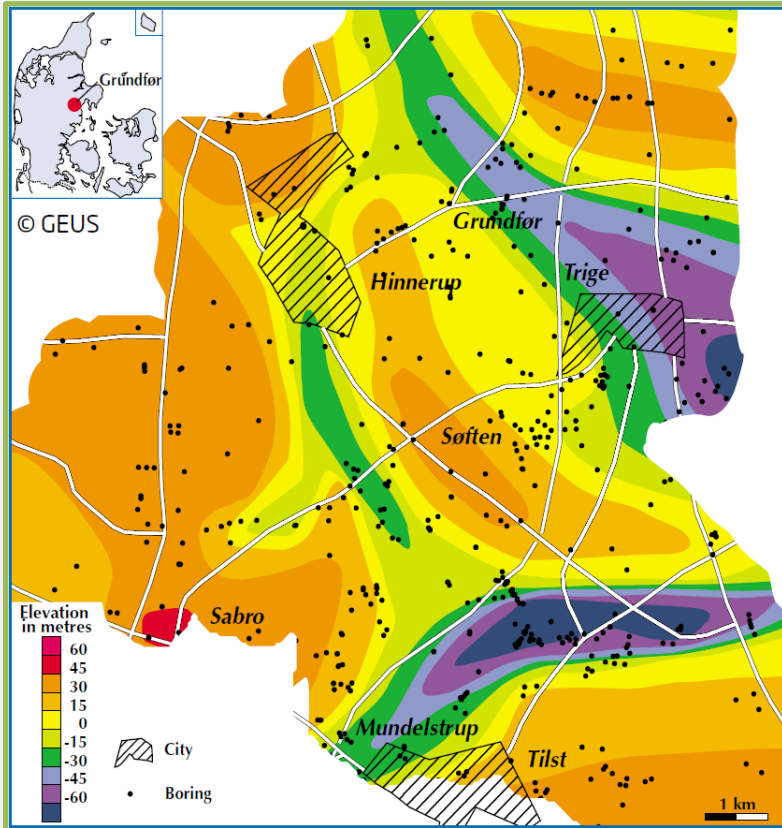 Grundfør
© GEUS
Grundfør
Trige
Hinnerup
Søften
Sabro
Elevation
in metres
60
45
30
15
0
-15
-30
-45
-60
Mundelstrup
City
Tilst
Boring
1 km